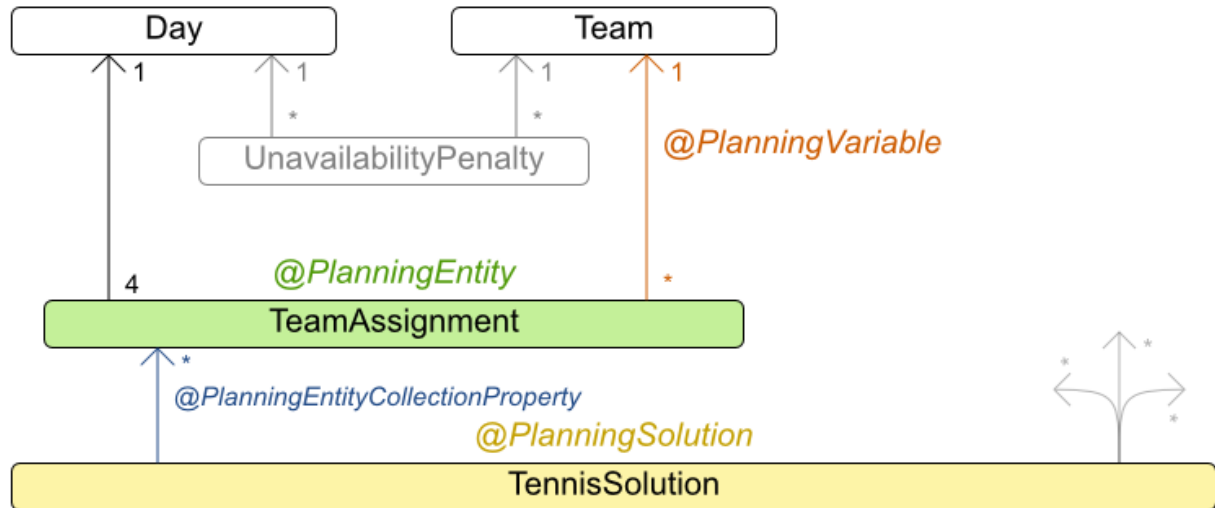 Day
Team
1
1
1
1
*
*
@PlanningVariable
UnavailabilityPenalty
@PlanningEntity
4
*
TeamAssignment
*
*
*
@PlanningEntityCollectionProperty
*
@PlanningSolution
TennisSolution